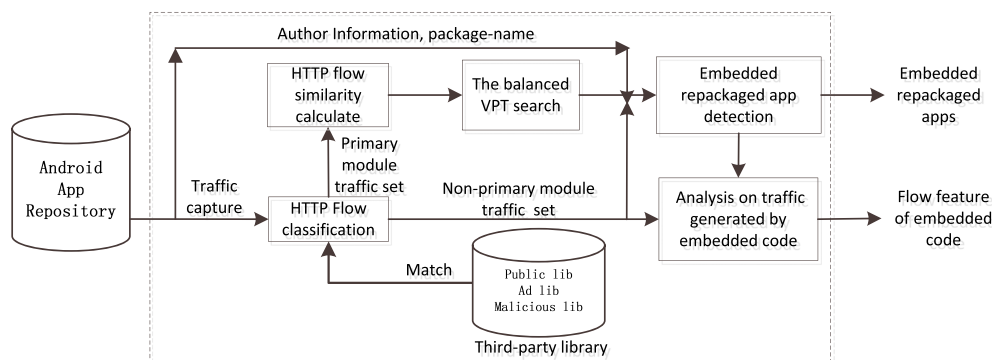 Author Information, package-name
HTTP flow
similarity
calculate
The balanced
VPT search
Embedded
repackaged app
detection
Embedded
repackaged
apps
Android
App
Repository
Primary
module
traffic set
Traffic
capture
HTTP Flow
classification
Non-primary module
traffic set
Analysis on traffic
generated by
embedded code
Flow feature
of embedded
code
Match
Public lib
Ad lib
Malicious lib
Third-party library